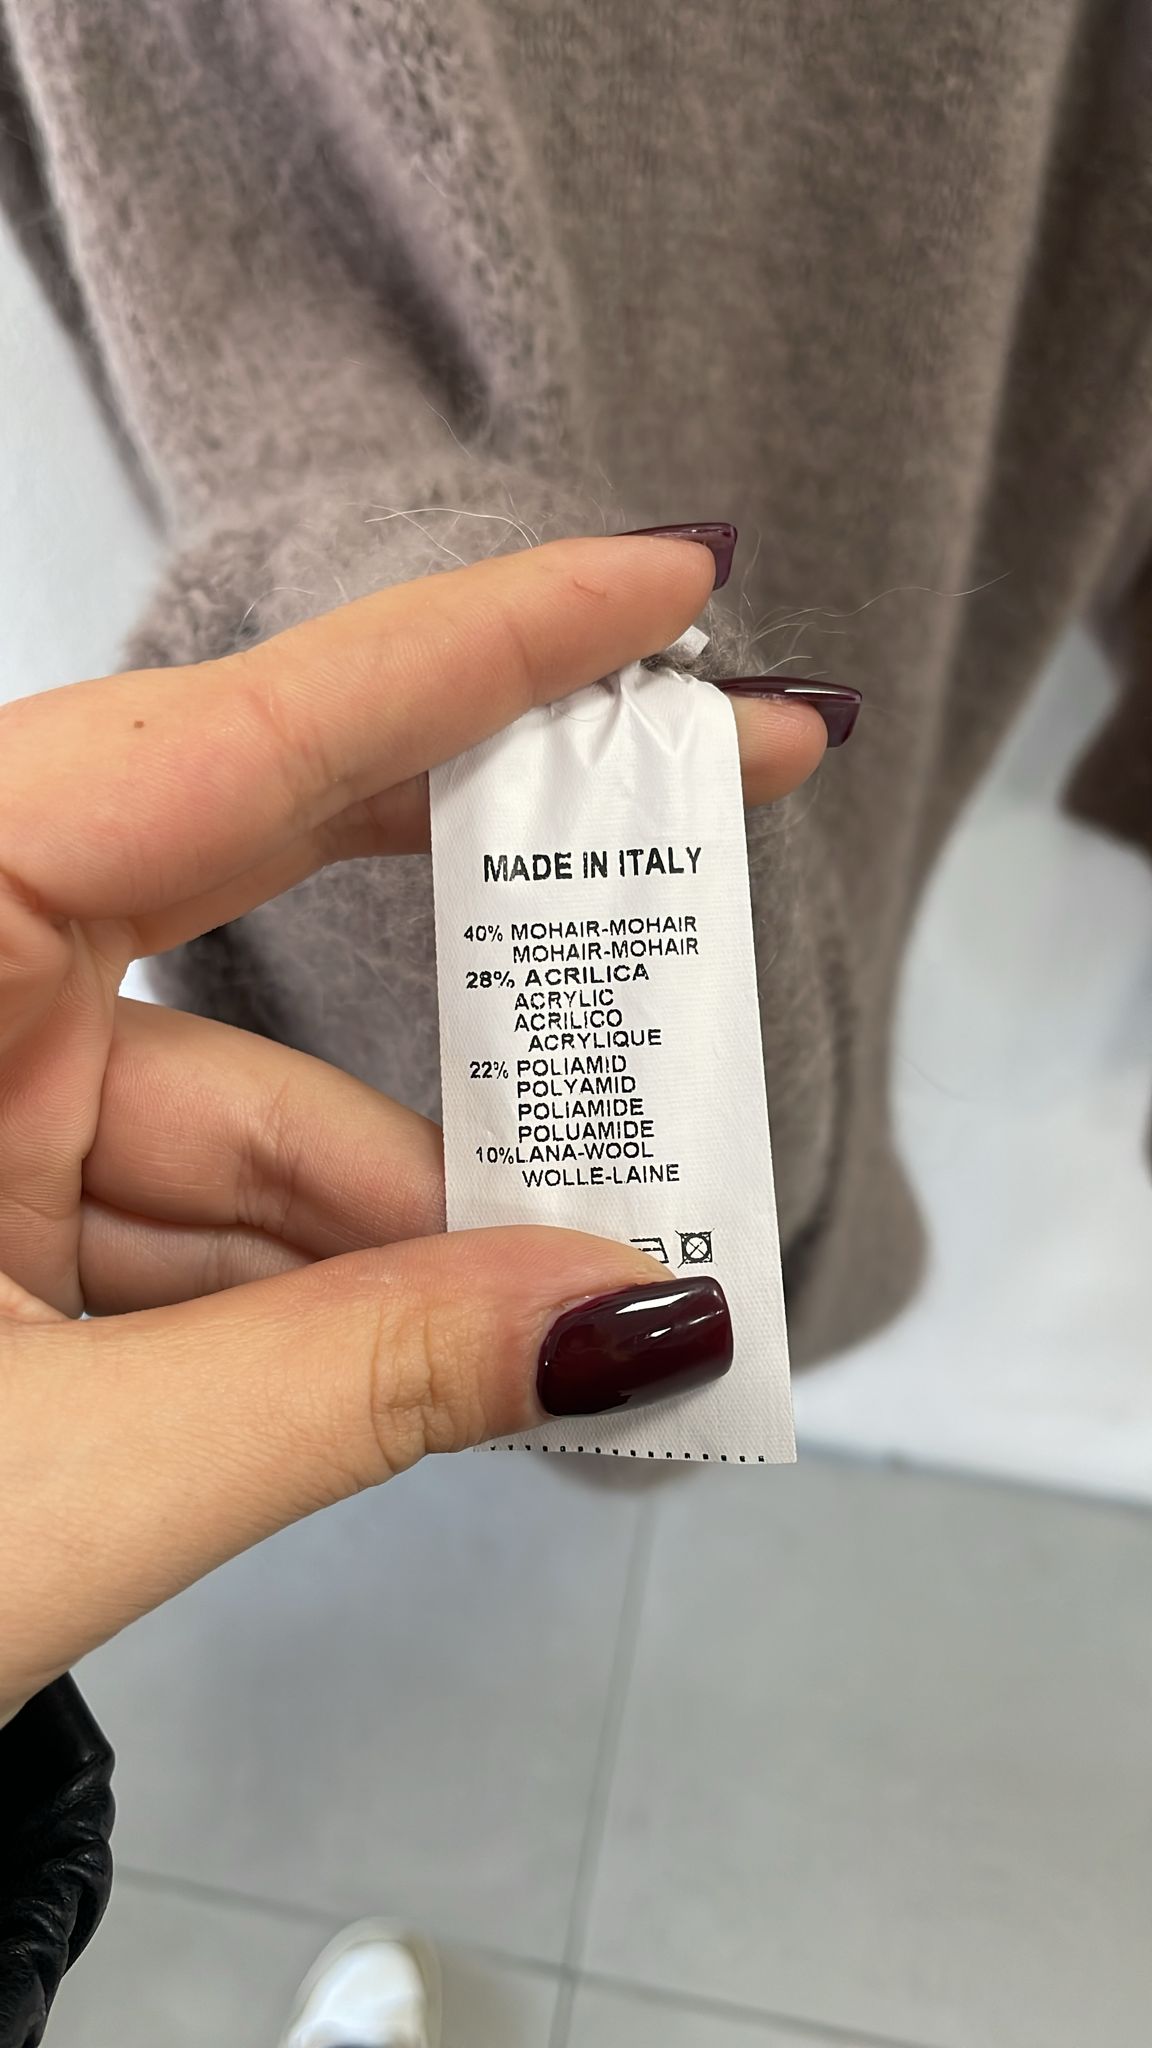 MADE IN ITALY
40% MOHAIR-MOHAIR
MOHAIR-MOHAIR
28% ACRILICA
ACRYLIC
ACRILICO
ACRYLIQUE
22% POLIAMID
POLYAMID
POLIAMIDE
POLUAMIDE
10%LANA-WOOL
WOLLE-LAINE